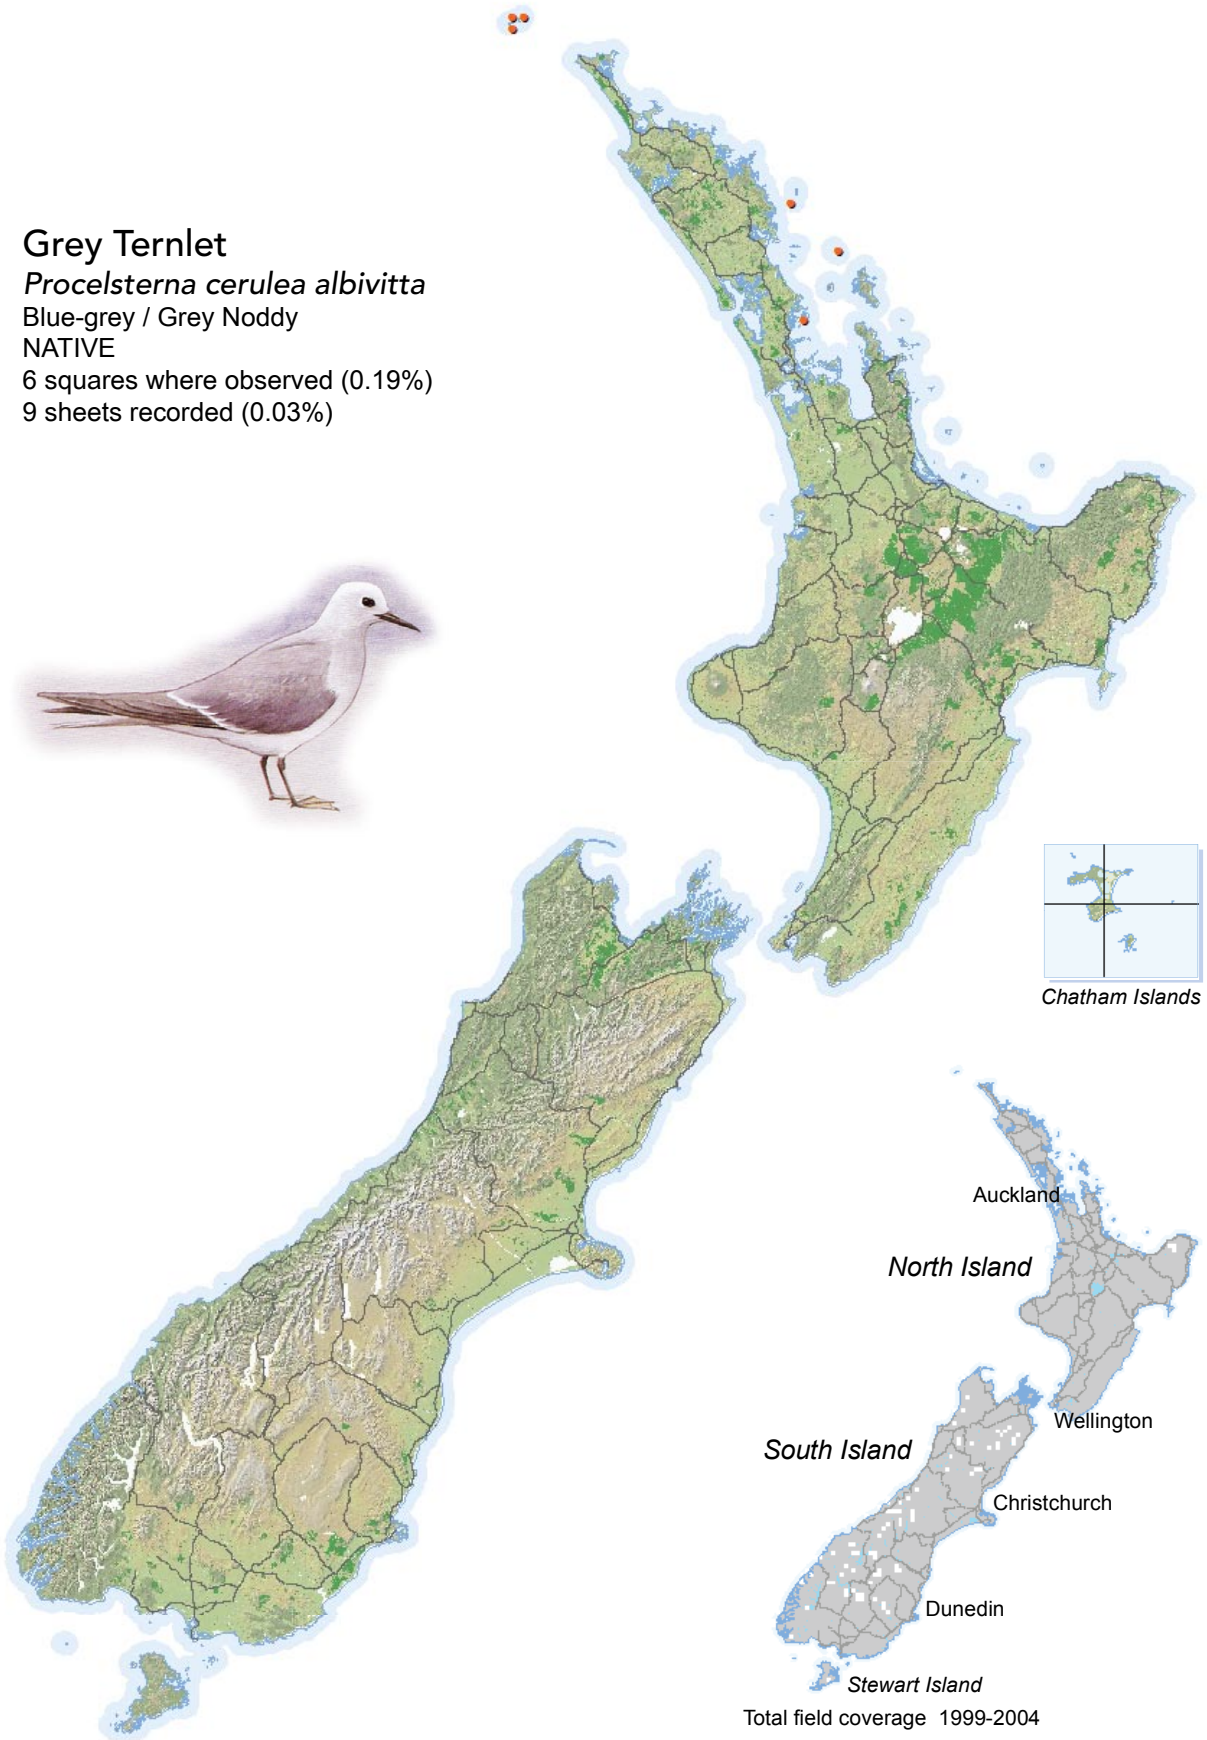 Grey Ternlet
Procelsterna cerulea albivitta
Blue-grey / Grey Noddy
NATIVE
6 squares where observed (0.19%)
9 sheets recorded (0.03%)
Chatham Islands
Auckland
North Island
Wellington
South Island
Christchurch
Dunedin
Stewart Island
Total field coverage 1999-2004